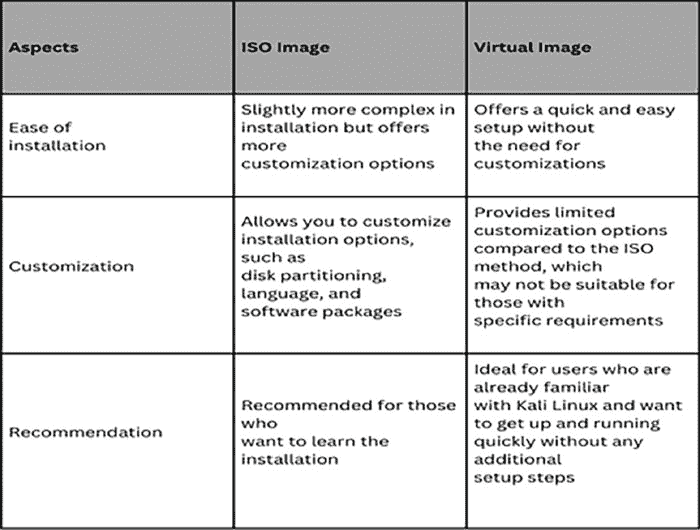 Aspects
ISO Image
Virtual Image
Ease of
installation
Slightly more complex in
installation but offers
more
customization options
Offers a quick and easy
setup without
the need for
customizations
Customization
Allows you to customize
installation options,
such as
disk partitioning,
language, and
software packages
Provides limited
customization options
compared to the ISO
method, which
may not be suitable for
those with
specific requirements
Recommendation
Recommended for those
who
want to learn the
installation
Ideal for users who are
already familiar
with Kali Linux and want
to get up and running
quickly without any
additional
setup steps